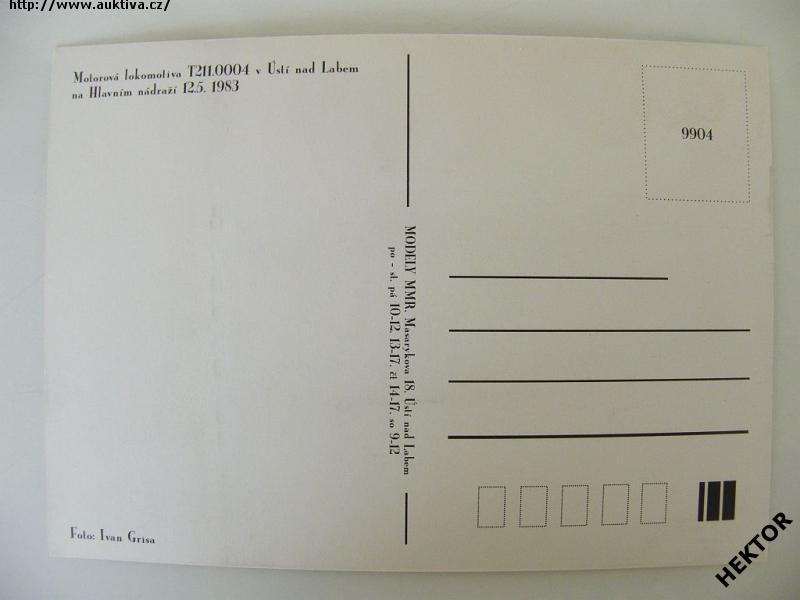 http://www.auktiva.cz/
Motorová lokomotiva T211.0004 v Ústí nad Labem
na Hlavním nádraží 12.5. 1983
9904
MODELY MMR, Masarykova 18, Ústí nad Labem
po - st, pá 10-12, 13-17, čt 14-17, so 9-12
Foto: Ivan Grisa
HEKTOR